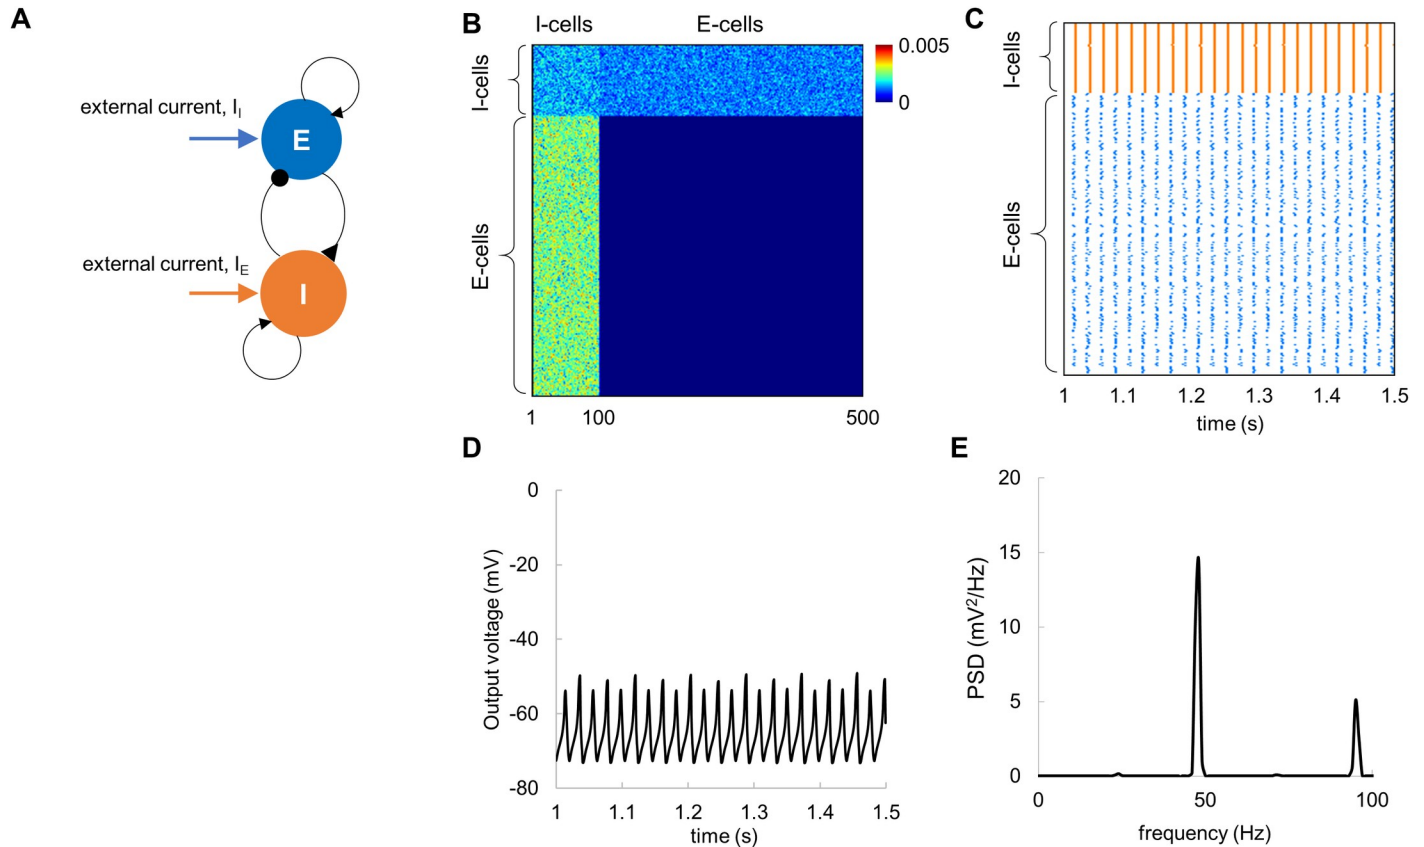 A
external current, I_I
E
external current, I_E
I
B
I-cells E-cells
I-cells
E-cells
0.005
0
1 100 500
C
I-cells
E-cells
1 1.1 1.2 1.3 1.4 1.5
time (s)
D
Output voltage (mV)
0
-20
-40
-60
-80
1 1.1 1.2 1.3 1.4 1.5
time (s)
E
PSD (mV²/Hz)
20
15
10
5
0
0 50 100
frequency (Hz)